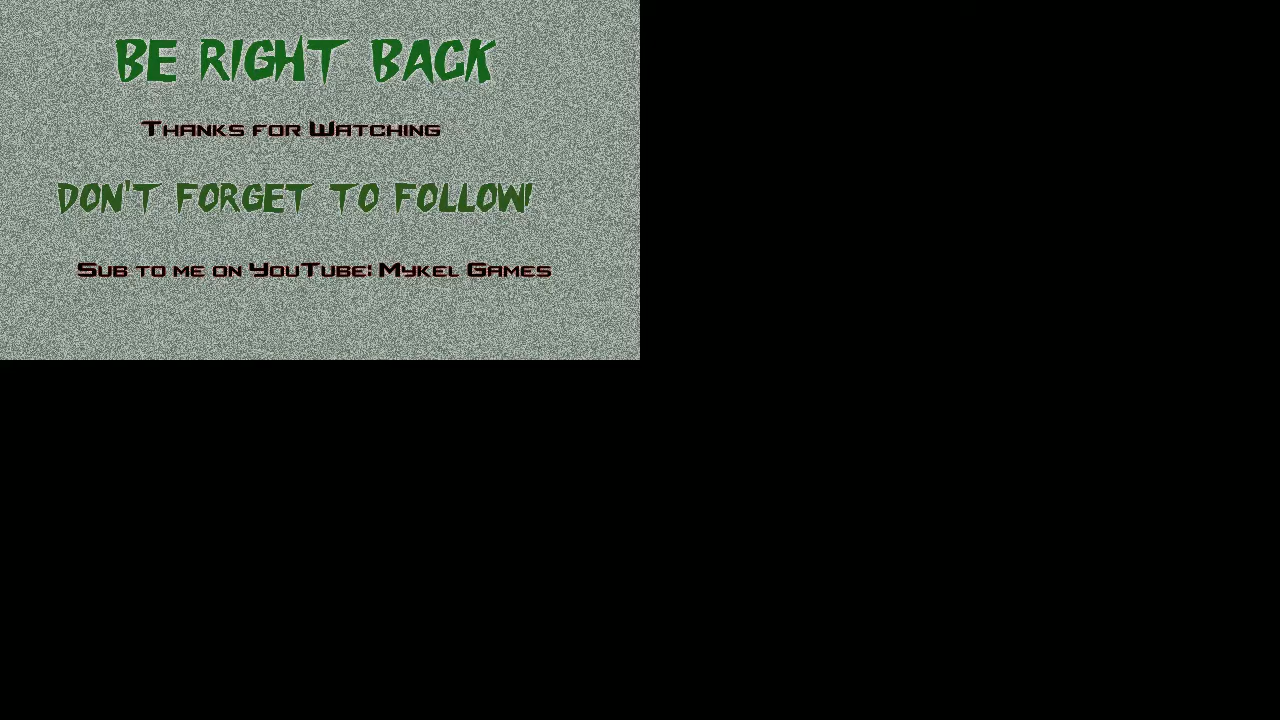 BE RIGHT BACK
Thanks for Watching
DON'T FORGET TO FOLLOW!
Sub to me on YouTube: Mykel Games